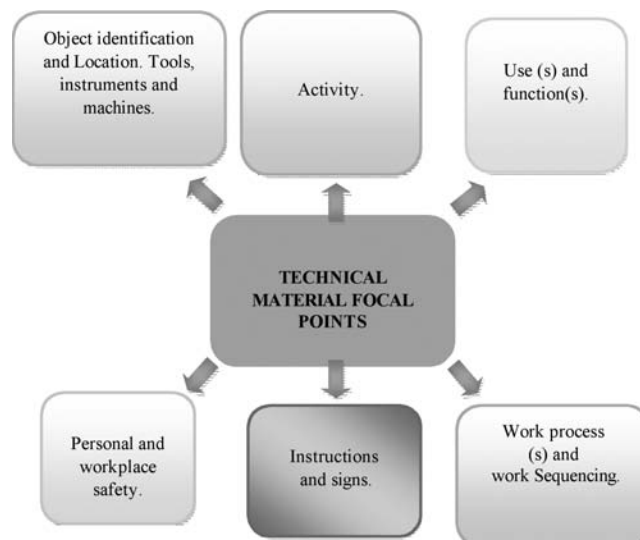 Object identification
and Location. Tools,
instruments and
machines.
Activity.
Use (s) and
function(s).
TECHNICAL
MATERIAL FOCAL
POINTS
Personal and
workplace
safety.
Instructions
and signs.
Work process
(s) and
work Sequencing.